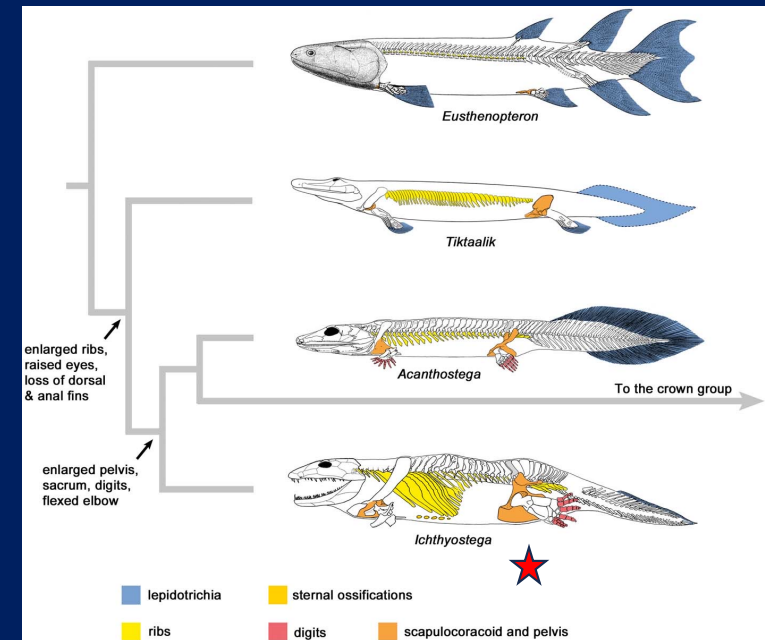 Eusthenopteron
Tiktaalik
enlarged ribs,
raised eyes,
loss of dorsal
& anal fins
Acanthostega
To the crown group
enlarged pelvis,
sacrum, digits,
flexed elbow
Ichthyostega
lepidotrichia
sternal ossifications
ribs
digits
scapulocoracoid and pelvis